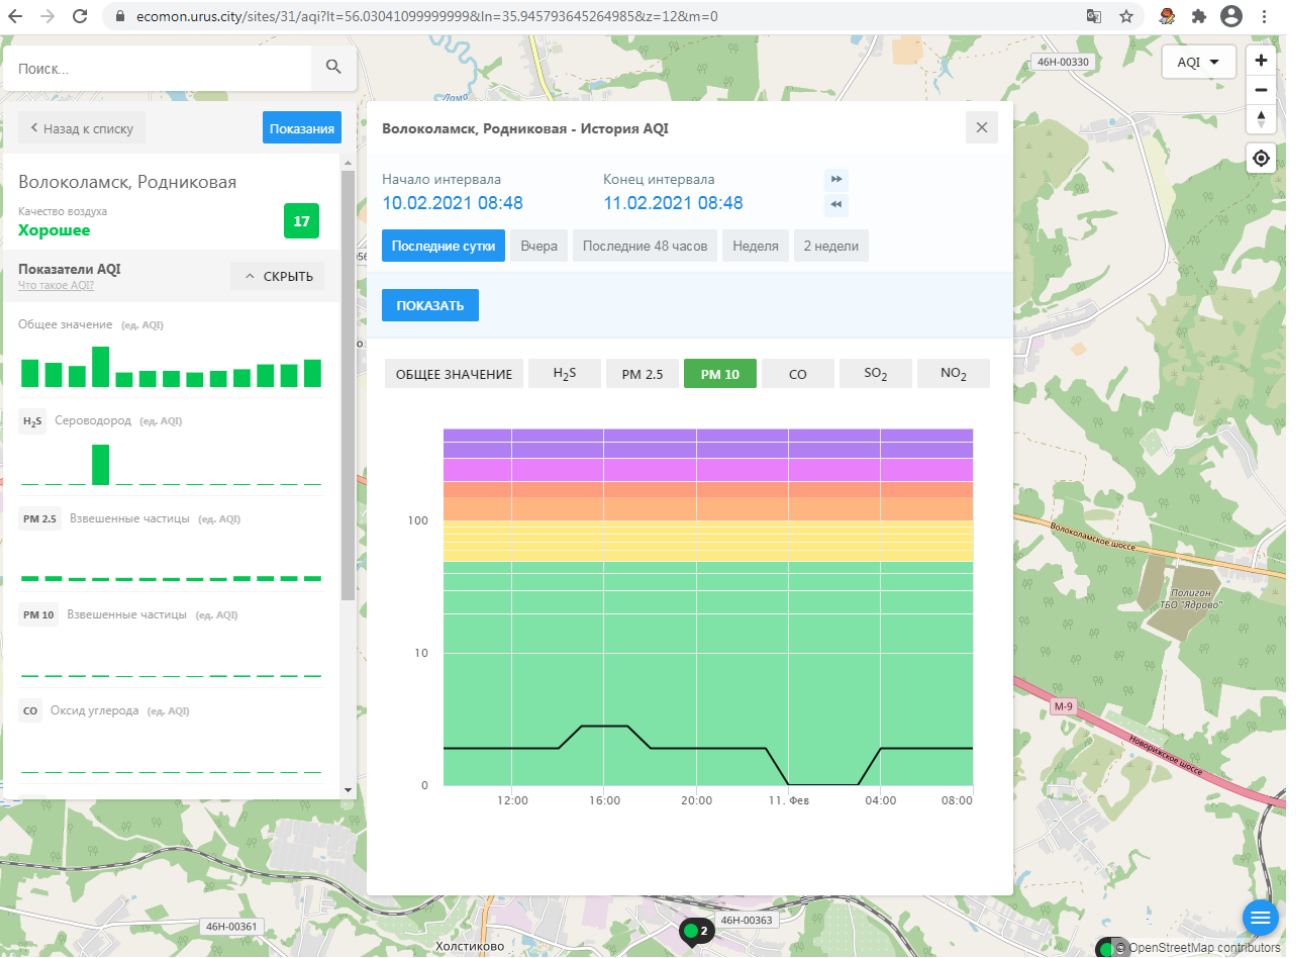 ecomon.urus.city/sites/31/aqi?lt=56.03041099999999&ln=35.945793645264985&z=12&m=0
Поиск...
46Н-00330
AQI
Ламо
Назад к списку
Показания
Волоколамск, Родниковая - История AQI
Волоколамск, Родниковая
Качество воздуха
Хорошее
17
Показатели AQI
Что такое AQI?
СКРЫТЬ
Начало интервала
Конец интервала
10.02.2021 08:48
11.02.2021 08:48
Последние сутки
Вчера
Последние 48 часов
Неделя
2 недели
ПОКАЗАТЬ
Общее значение (ед. AQI)
H2S Сероводород (ед. AQI)
PM 2.5 Взвешенные частицы (ед. AQI)
PM 10 Взвешенные частицы (ед. AQI)
CO Оксид углерода (ед. AQI)
ОБЩЕЕ ЗНАЧЕНИЕ
H2S
PM 2.5
PM 10
CO
SO2
NO2
100
10
0
12:00
16:00
20:00
11. Фев
04:00
08:00
Волоколамское шоссе
Полигон
ТБО "Ядрово"
М-9
Новорижское шоссе
46Н-00361
46Н-00363
2
Холстиково
© OpenStreetMap contributors